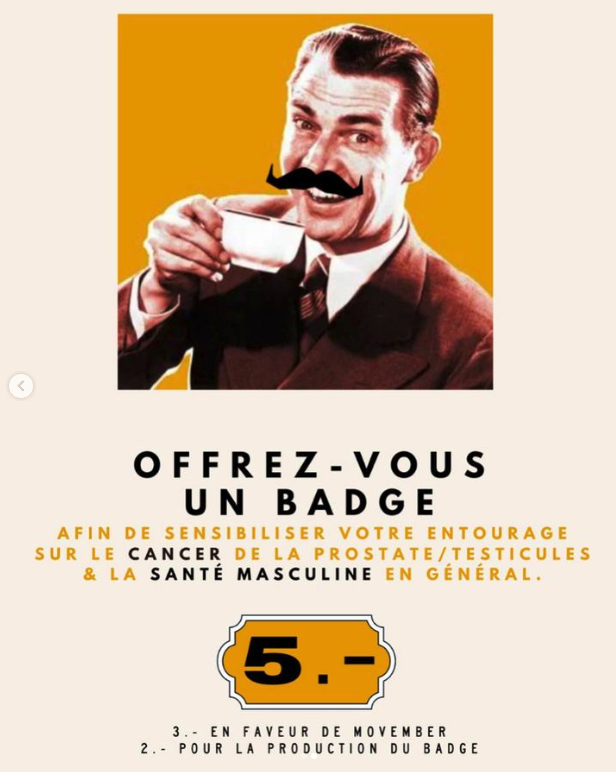 OFFREZ-VOUS
UN BADGE
AFIN DE SENSIBILISER VOTRE ENTOURAGE
SUR LE CANCER DE LA PROSTATE/TESTICULES
& LA SANTÉ MASCULINE EN GÉNÉRAL.
5.-
3.- EN FAVEUR DE MOVEMBER
2.- POUR LA PRODUCTION DU BADGE